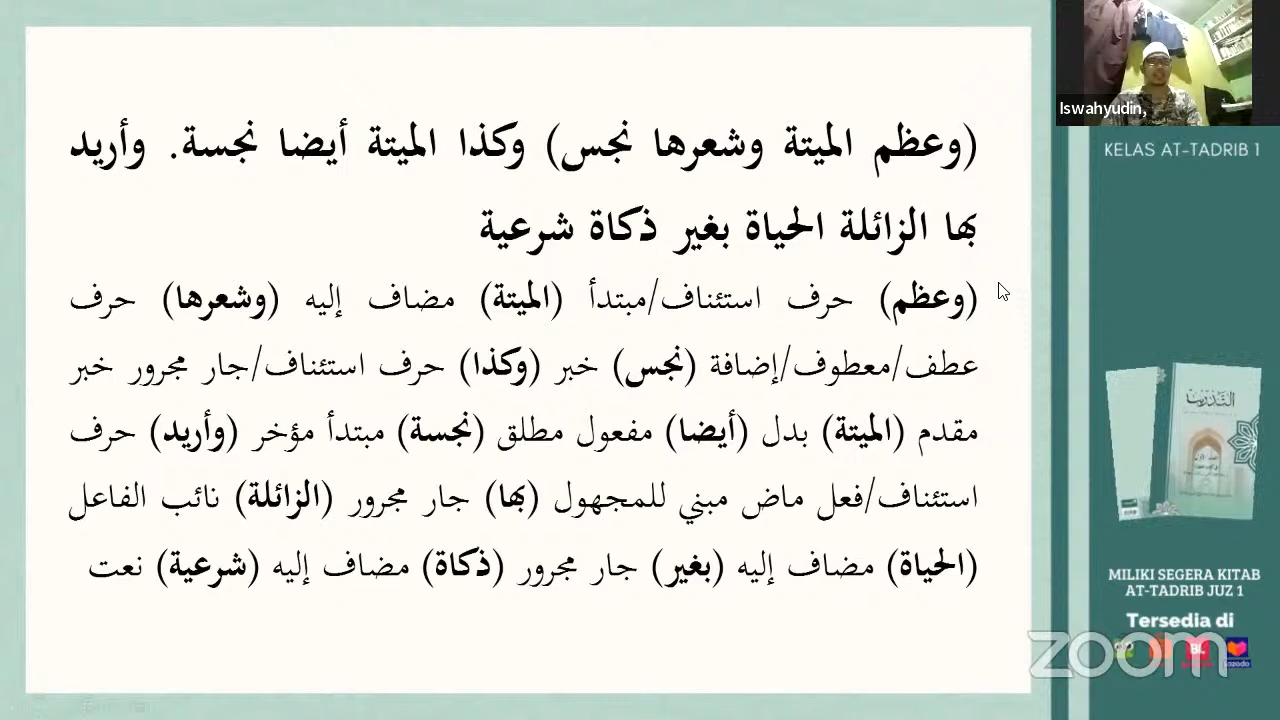 (وعظم الميتة وشعرها نجس) وكذا الميتة أيضا نجسة. وأريد
بها الزائلة الحياة بغير ذكاة شرعية
(وعظم) حرف استئناف/مبتدأ (الميتة) مضاف إليه (وشعرها) حرف
عطف/معطوف/إضافة (نجس) خبر (وكذا) حرف استئناف/جار مجرور خبر
مقدم (الميتة) بدل (أيضا) مفعول مطلق (نجسة) مبتدأ مؤخر (وأريد) حرف
استئناف/فعل ماض مبني للمجهول (بها) جار مجرور (الزائلة) نائب الفاعل
(الحياة) مضاف إليه (بغير) جار مجرور (ذكاة) مضاف إليه (شرعية) نعت
Iswahyudin,
KELAS AT-TADRIB 1
التذريب
MILIKI SEGERA KITAB
AT-TADRIB JUZ 1
Tersedia di
BL
lazada
zoom